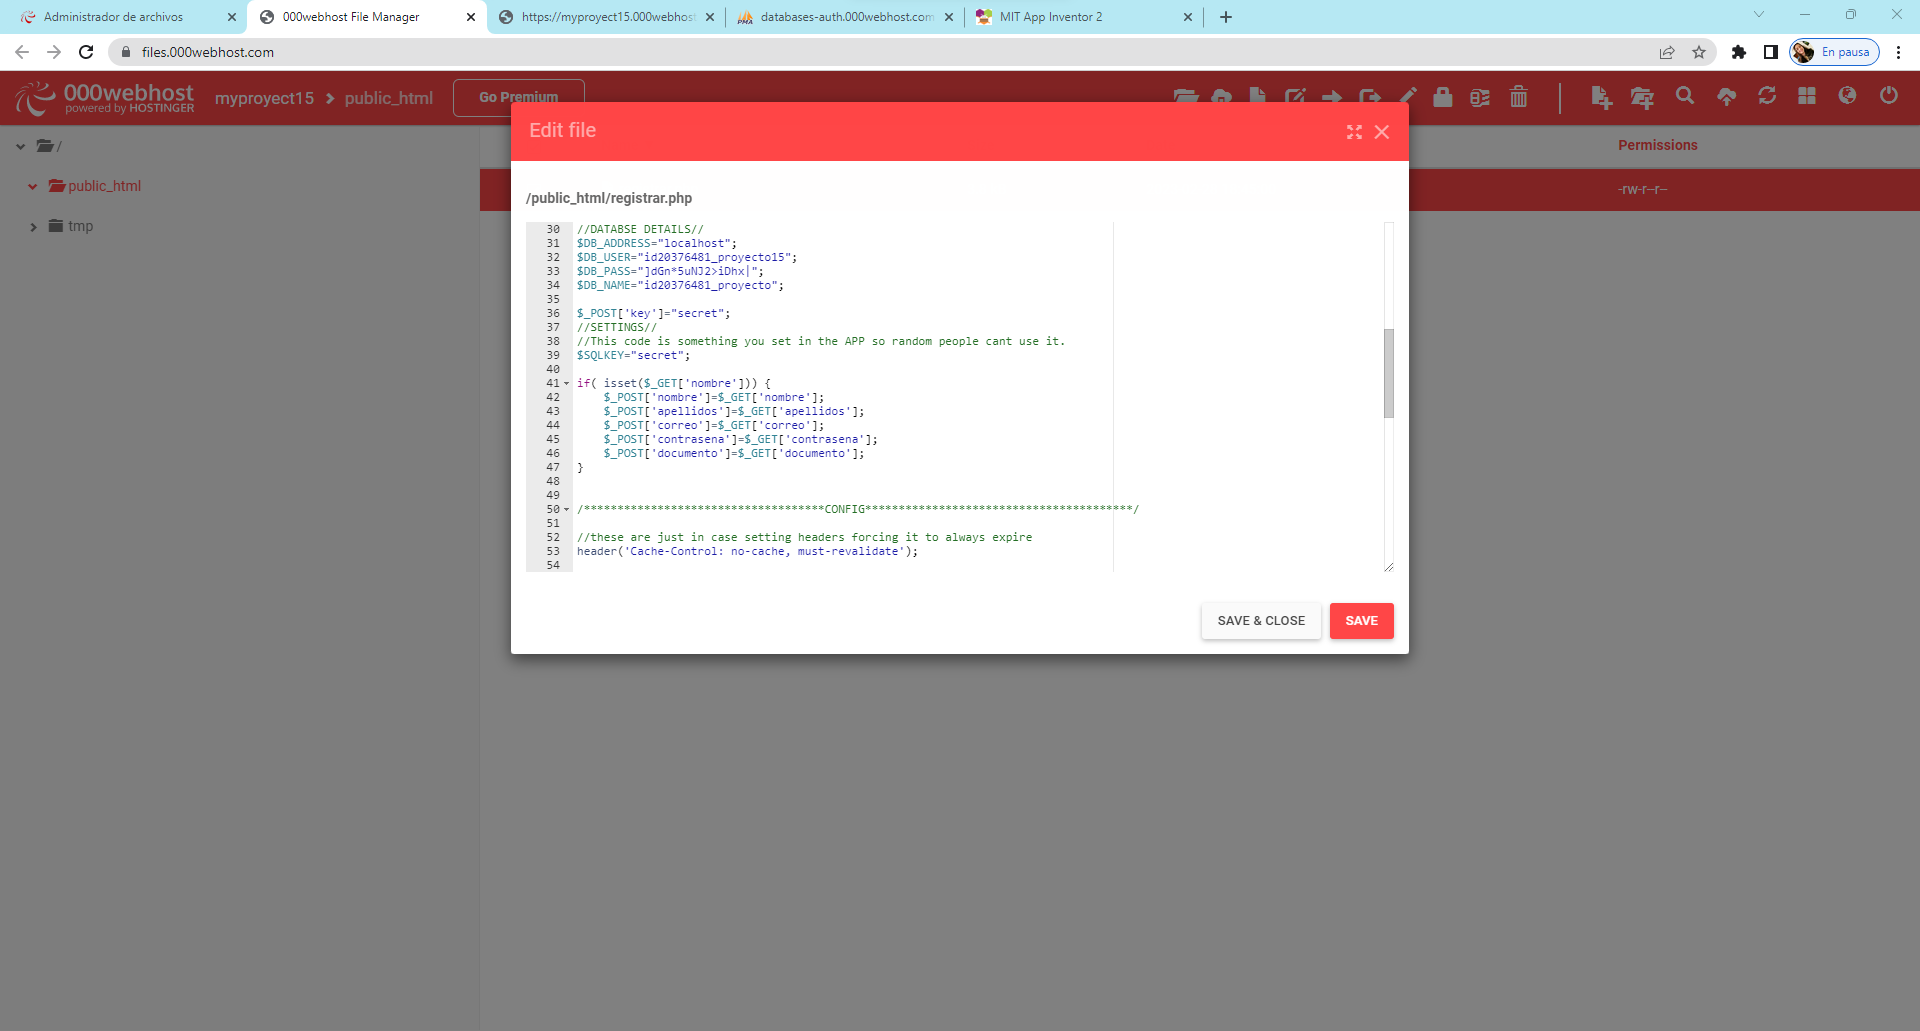 Administrador de archivos
000webhost File Manager
https://myproyect15.000webhost
databases-auth.000webhost.com
MIT App Inventor 2
files.000webhost.com
En pausa
000webhost
powered by HOSTINGER
myproyect15 > public_html
Go Premium
/
public_html
tmp
Permissions
-rw-r--r--
Edit file
/public_html/registrar.php
30 //DATABSE DETAILS//
31 $DB_ADDRESS="localhost";
32 $DB_USER="id20376481_proyecto15";
33 $DB_PASS="]dGn*5uNJ2>iDhx|";
34 $DB_NAME="id20376481_proyecto";
35
36 $_POST['key']="secret";
37 //SETTINGS//
38 //This code is something you set in the APP so random people cant use it.
39 $SQLKEY="secret";
40
41 if( isset($_GET['nombre'])) {
42 $_POST['nombre']=$_GET['nombre'];
43 $_POST['apellidos']=$_GET['apellidos'];
44 $_POST['correo']=$_GET['correo'];
45 $_POST['contrasena']=$_GET['contrasena'];
46 $_POST['documento']=$_GET['documento'];
47 }
48
49
50 /************************************CONFIG****************************************/
51
52 //these are just in case setting headers forcing it to always expire
53 header('Cache-Control: no-cache, must-revalidate');
54
SAVE & CLOSE
SAVE